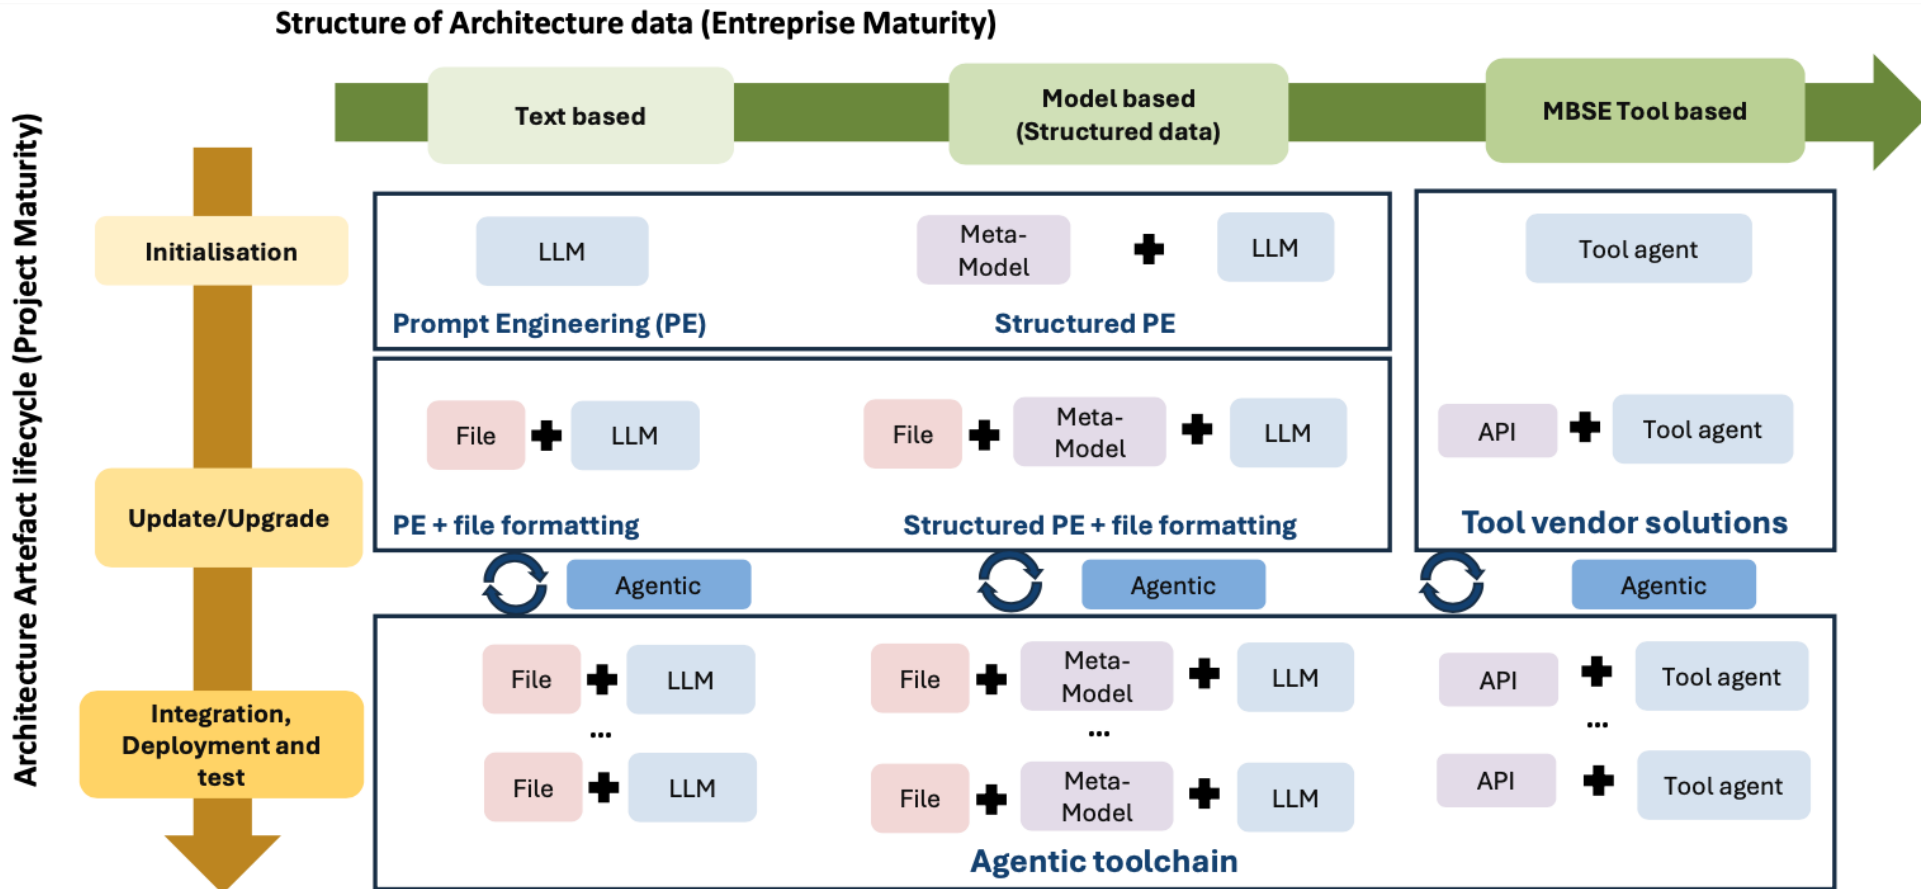 Structure of Architecture data (Entreprise Maturity)
Architecture Artefact lifecycle (Project Maturity)
Text based
Model based
(Structured data)
MBSE Tool based
Initialisation
LLM
Meta-
Model
LLM
Tool agent
Prompt Engineering (PE)
Structured PE
File
LLM
File
Meta-
Model
LLM
API
Tool agent
Update/Upgrade
PE + file formatting
Structured PE + file formatting
Tool vendor solutions
Agentic
Agentic
Agentic
Integration,
Deployment and
test
File
LLM
File
Meta-
Model
LLM
API
Tool agent
...
...
...
File
LLM
File
Meta-
Model
LLM
API
Tool agent
Agentic toolchain